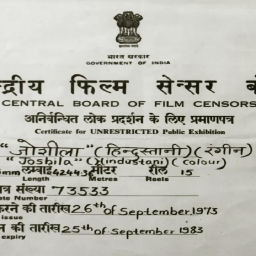 भारत सरकार
GOVERNMENT OF INDIA
द्रीय फिल्म सेन्सर बो
CENTRAL BOARD OF FILM CENSORS
अनिर्बन्धित लोक प्रदर्शन के लिए प्रमाणपत्र
Certificate for UNRESTRICTED Public Exhibition
"जोशीला" (हिन्दुस्तानी) (रंगीन)
"Joshila" (Hindustani) (Colour)
mm लम्बाई 4244.3 मीटर रील 15
Length Metres Reels
त्र संख्या 73533
ate Number
करने की तारीख 26th of September, 1973
issue
न की तारीख 25th of September 1983
expiry